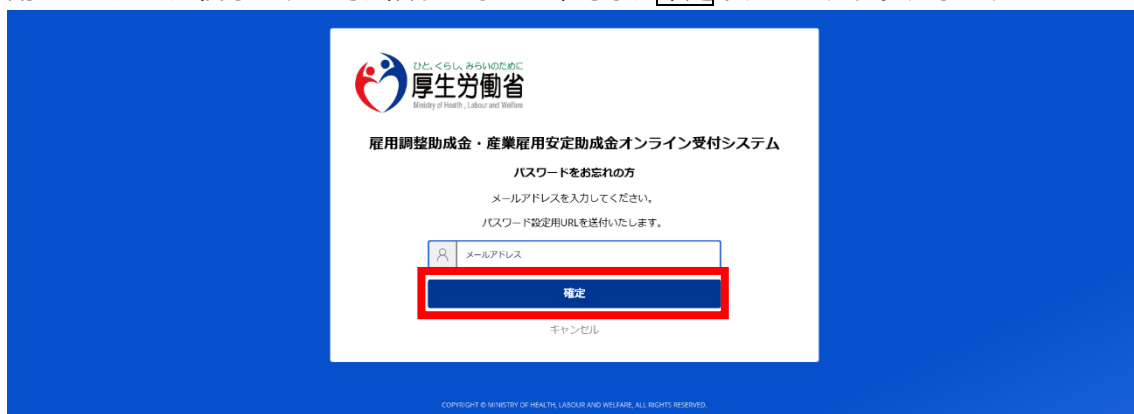 ひと、くらし、みらいのために
厚生労働省
Ministry of Health, Labour and Welfare
雇用調整助成金・産業雇用安定助成金オンライン受付システム
パスワードをお忘れの方
メールアドレスを入力してください。
パスワード設定用URLを送付いたします。
メールアドレス
確定
キャンセル
COPYRIGHT © MINISTRY OF HEALTH, LABOUR AND WELFARE, ALL RIGHTS RESERVED.